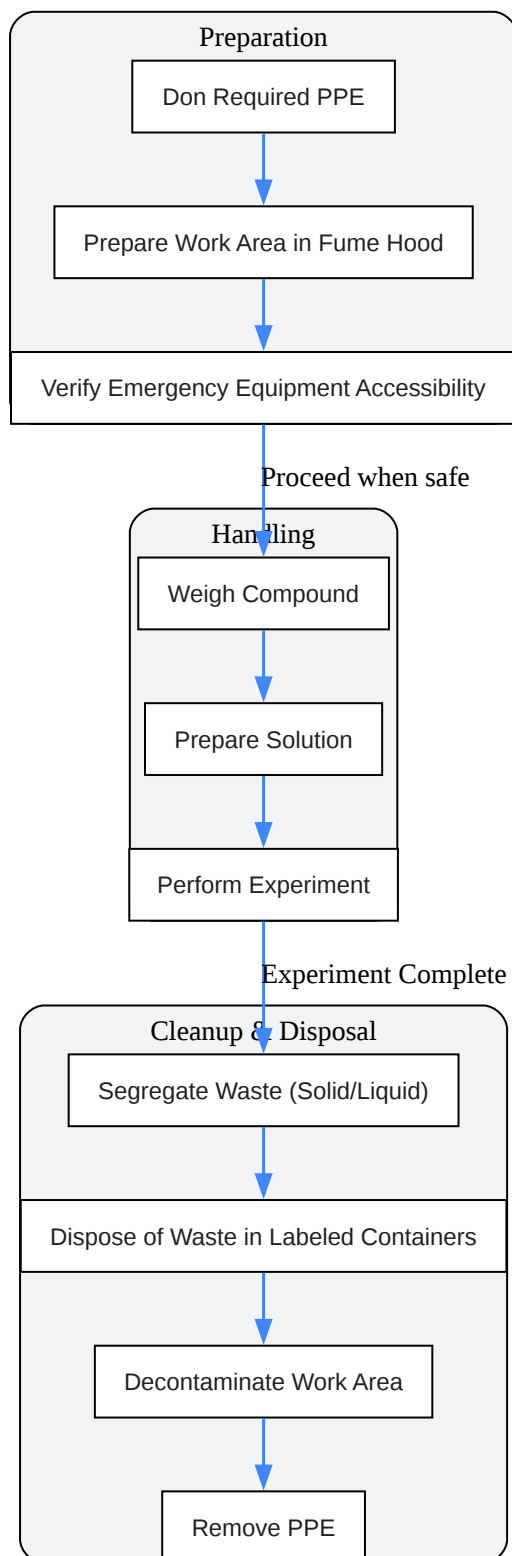 Preparation
Don Required PPE
Prepare Work Area in Fume Hood
Verify Emergency Equipment Accessibility
Proceed when safe
Handling
Weigh Compound
Prepare Solution
Perform Experiment
Experiment Complete
Cleanup & Disposal
Segregate Waste (Solid/Liquid)
Dispose of Waste in Labeled Containers
Decontaminate Work Area
Remove PPE